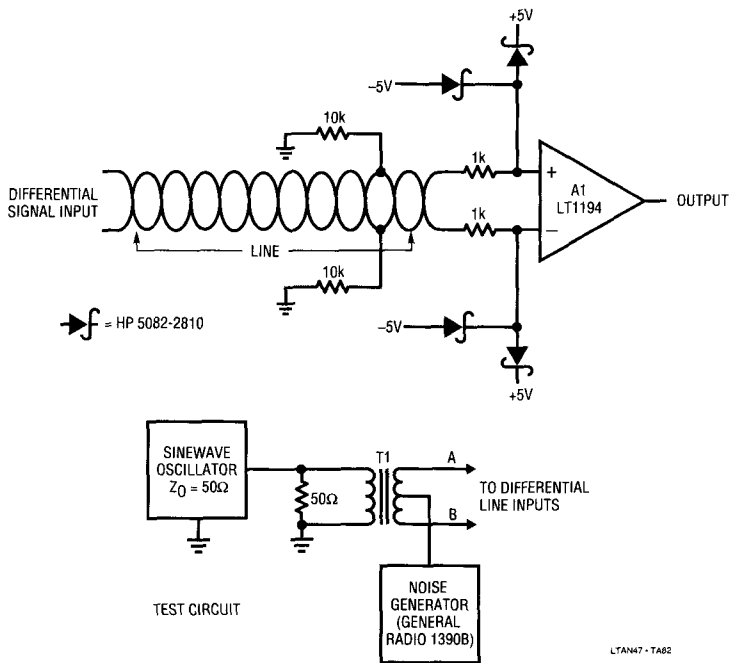 +5V
–5V
10k
1k
+
A1
LT1194
OUTPUT
DIFFERENTIAL
SIGNAL INPUT
1k
–
LINE
10k
= HP 5082-2810
–5V
+5V
SINEWAVE
OSCILLATOR
ZO = 50Ω
50Ω
T1
A
TO DIFFERENTIAL
LINE INPUTS
B
TEST CIRCUIT
NOISE
GENERATOR
(GENERAL
RADIO 1390B)
LTAN47 • TA82